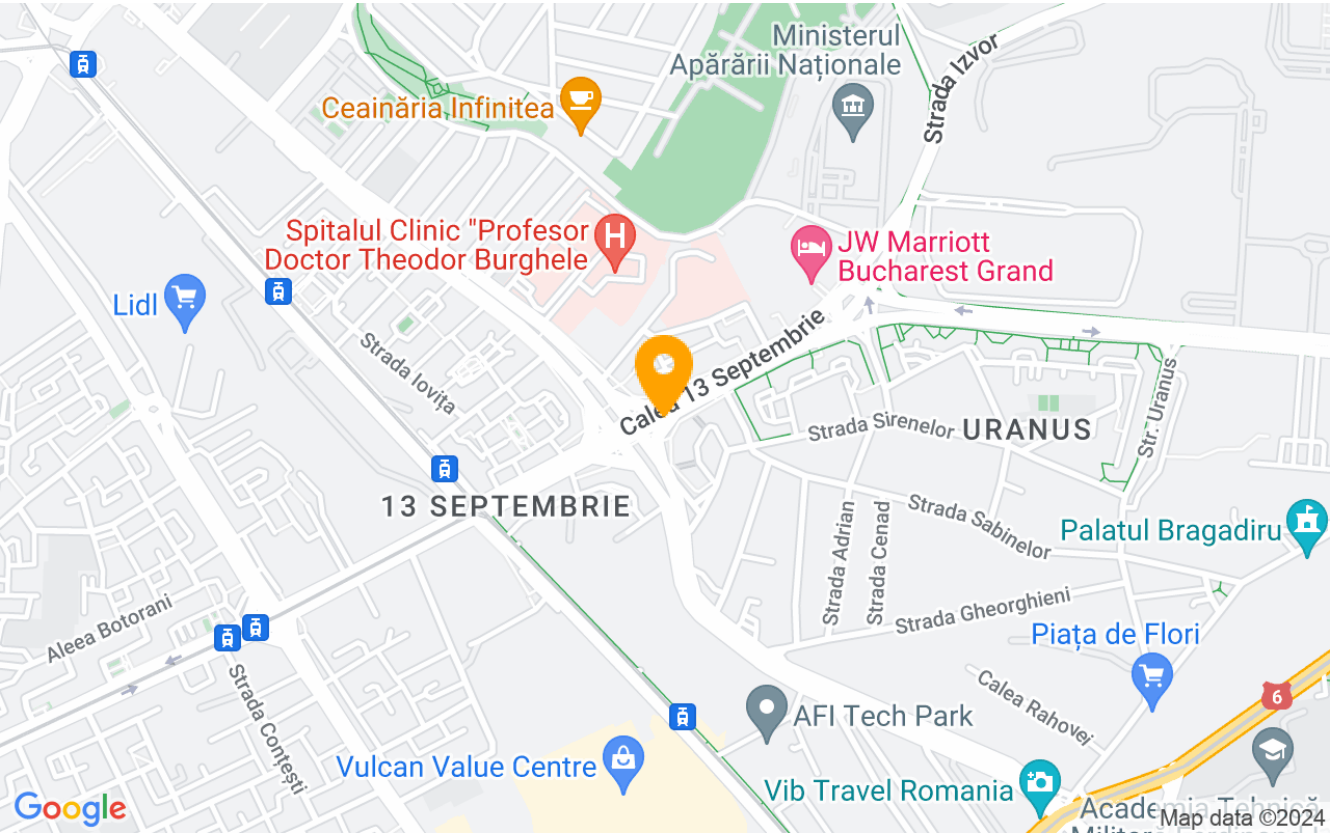 Ministerul
Apărării Naționale
Strada Izvor
Ceainăria Infinitea
Spitalul Clinic "Profesor
Doctor Theodor Burghele
H
JW Marriott
Bucharest Grand
Lidl
Strada Iovița
Calea 13 Septembrie
Strada Sirenelor
URANUS
Str. Uranus
13 SEPTEMBRIE
Strada Adrian
Strada Cenad
Strada Sabinelor
Palatul Bragadiru
Aleea Botorani
Strada Gheorghieni
Piața de Flori
Strada Conțești
Calea Rahovei
6
AFI Tech Park
Vulcan Value Centre
Vib Travel Romania
Academia Tehnică
Google
Map data ©2024